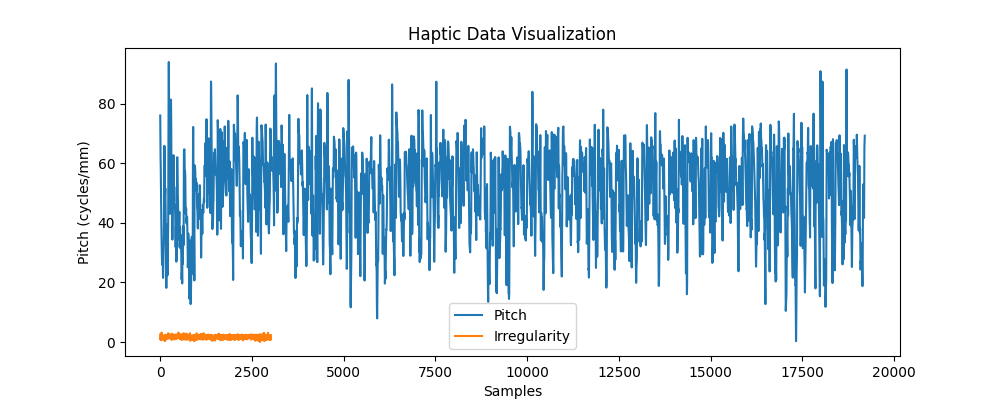 Haptic Data Visualization
Pitch (cycles/mm)
80
60
40
20
0
Pitch
Irregularity
0 2500 5000 7500 10000 12500 15000 17500 20000
Samples